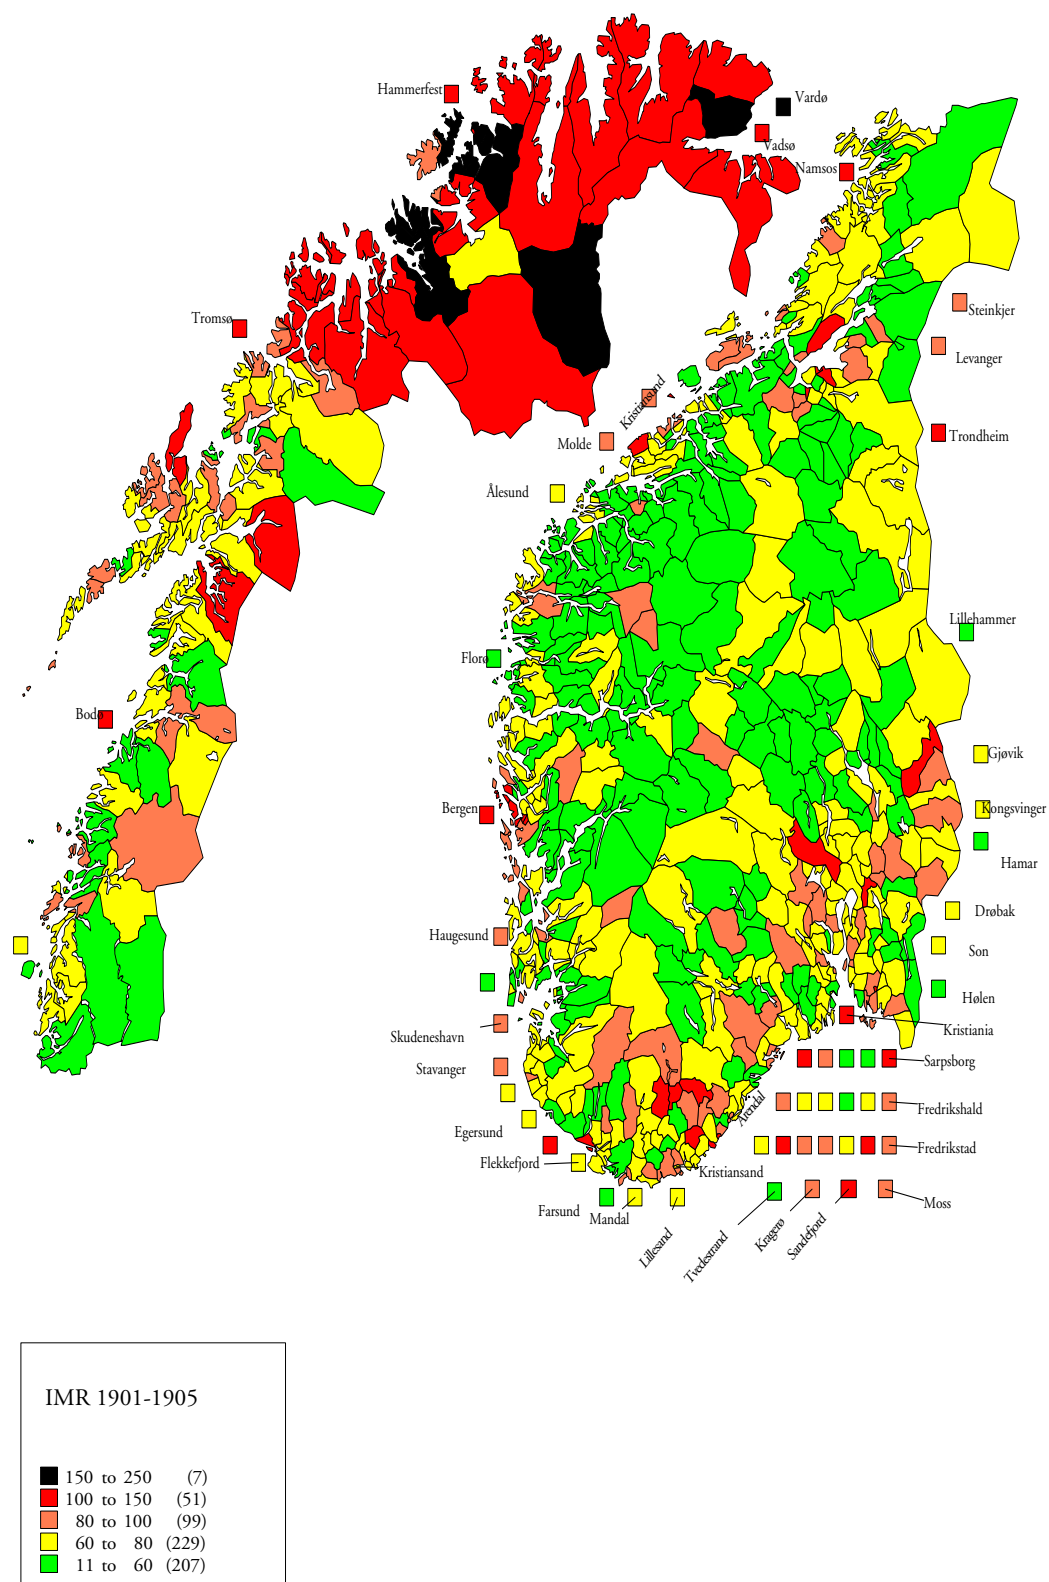 Hammerfest
Vardø
Vadsø
Namsos
Tromsø
Steinkjer
Levanger
Kristiansund
Molde
Trondheim
Ålesund
Lillehammer
Florø
Bodø
Gjøvik
Bergen
Kongsvinger
Hamar
Drøbak
Haugesund
Son
Hølen
Skudeneshavn
Kristiania
Stavanger
Sarpsborg
Arendal
Fredrikshald
Egersund
Fredrikstad
Flekkefjord
Kristiansand
Farsund
Mandal
Lillesand
Tvedestrand
Kragerø
Sandefjord
Moss
IMR 1901-1905
150 to 250 (7)
100 to 150 (51)
80 to 100 (99)
60 to 80 (229)
11 to 60 (207)